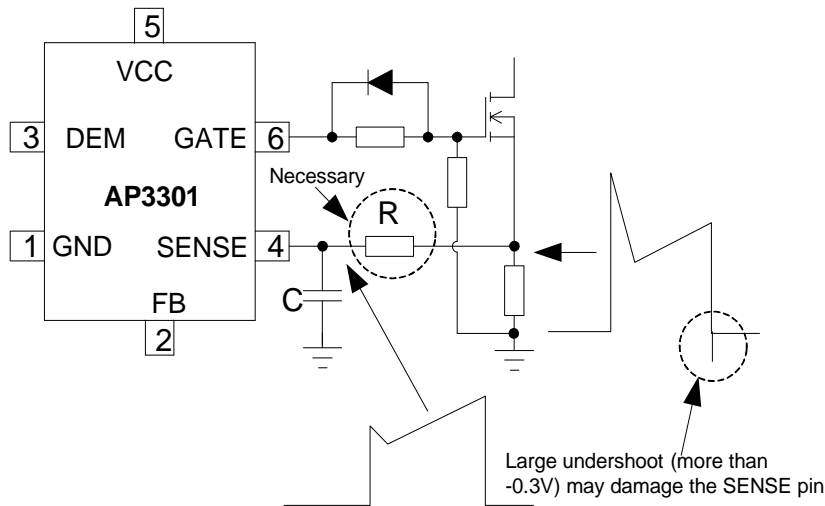 5
VCC
3 DEM GATE 6
Necessary
AP3301
R
1 GND SENSE 4
C
FB
2
Large undershoot (more than
-0.3V) may damage the SENSE pin